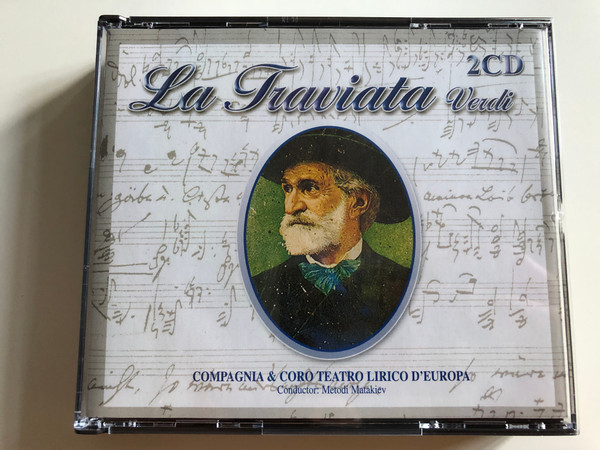 2CD
La Traviata Verdi
COMPAGNIA & CORO TEATRO LIRICO D'EUROPA
Conductor: Metodi Matakiev